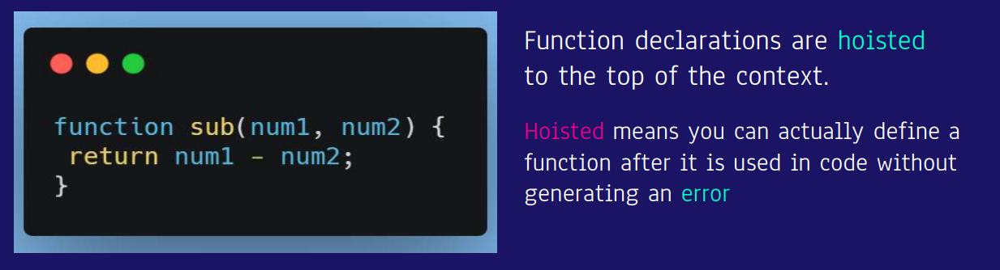 function sub(num1, num2) {
return num1 - num2;
}
Function declarations are hoisted
to the top of the context.
Hoisted means you can actually define a
function after it is used in code without
generating an error